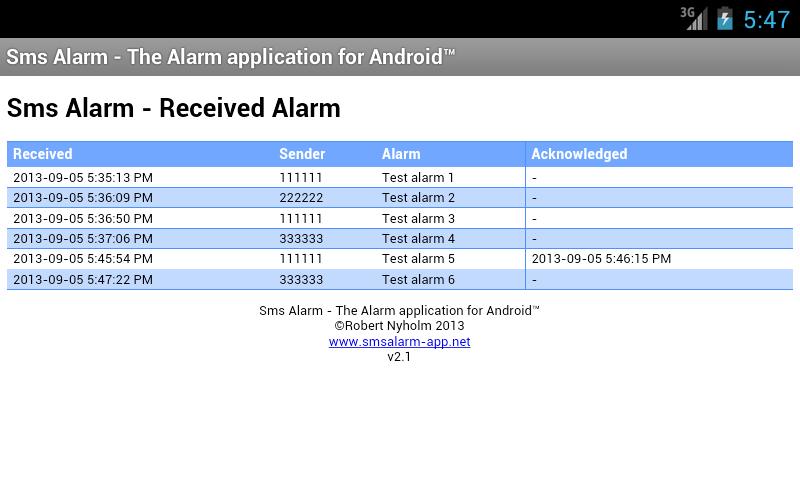 3G 5:47
Sms Alarm - The Alarm application for Android™
Sms Alarm - Received Alarm
Received Sender Alarm Acknowledged
2013-09-05 5:35:13 PM 111111 Test alarm 1 -
2013-09-05 5:36:09 PM 222222 Test alarm 2 -
2013-09-05 5:36:50 PM 111111 Test alarm 3 -
2013-09-05 5:37:06 PM 333333 Test alarm 4 -
2013-09-05 5:45:54 PM 111111 Test alarm 5 2013-09-05 5:46:15 PM
2013-09-05 5:47:22 PM 333333 Test alarm 6 -
Sms Alarm - The Alarm application for Android™
©Robert Nyholm 2013
www.smsalarm-app.net
v2.1